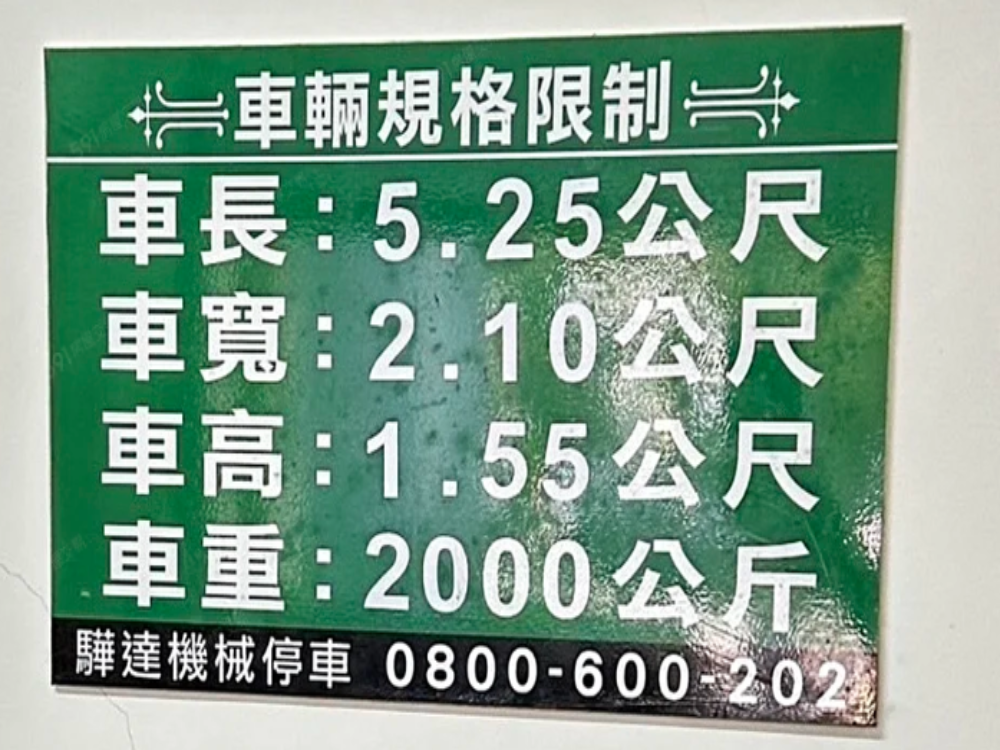 車輛規格限制
車長：5.25公尺
車寬：2.10公尺
車高：1.55公尺
車重：2000公斤
驊達機械停車 0800-600-202